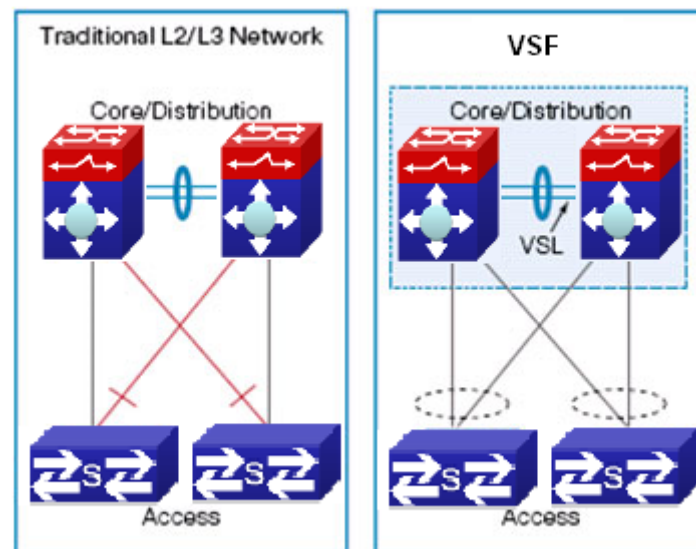 Traditional L2/L3 Network
Core/Distribution
S
S
Access
VSF
Core/Distribution
VSL
S
S
Access